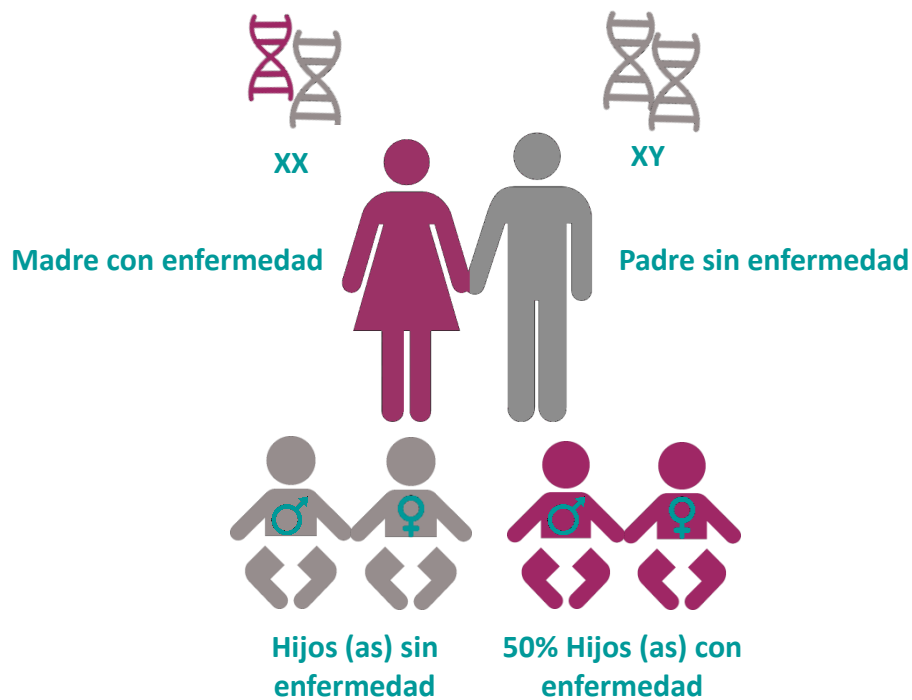 XX
XY
Madre con enfermedad
Padre sin enfermedad
Hijos (as) sin
enfermedad
50% Hijos (as) con
enfermedad